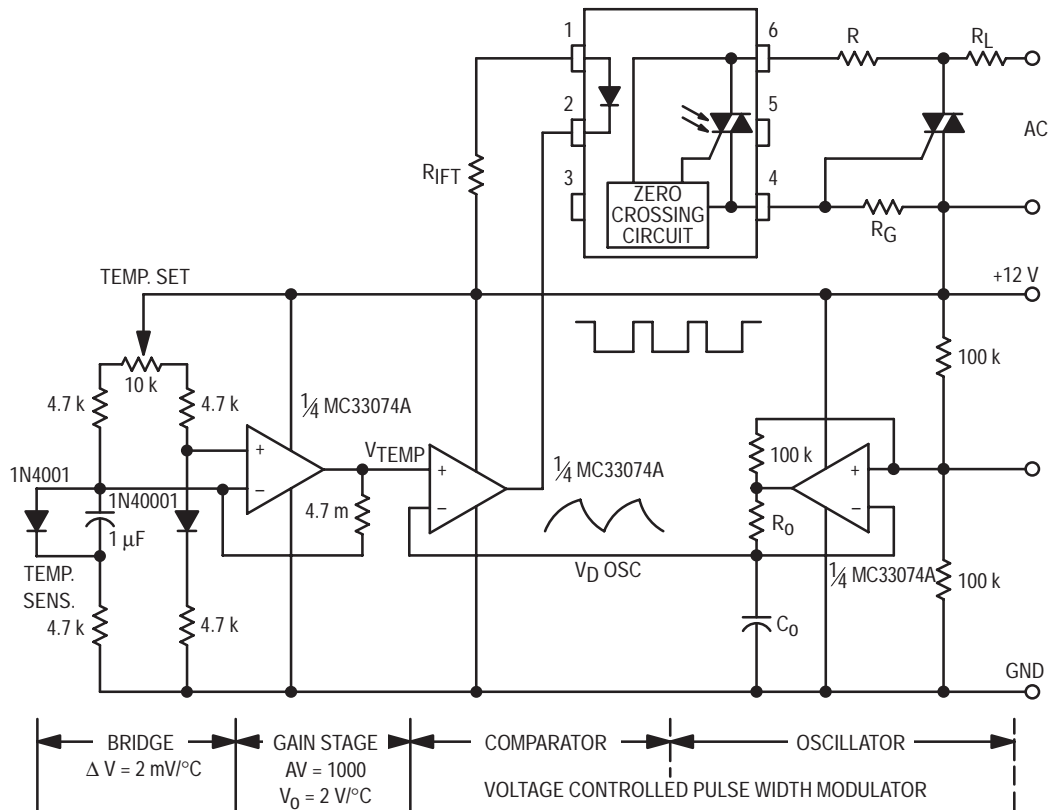 1
6
R
RL
2
5
AC
RIFT
3
4
ZERO
CROSSING
CIRCUIT
RG
TEMP. SET
+12 V
10 k
100 k
4.7 k
4.7 k
1/4 MC33074A
VTEMP
1/4 MC33074A
100 k
+
+
+
1N4001
1N40001
–
–
–
4.7 m
RO
1 µF
VD OSC
1/4 MC33074A
100 k
TEMP.
SENS.
4.7 k
4.7 k
CO
GND
BRIDGE
∆ V = 2 mV/°C
GAIN STAGE
AV = 1000
V0 = 2 V/°C
COMPARATOR
OSCILLATOR
VOLTAGE CONTROLLED PULSE WIDTH MODULATOR